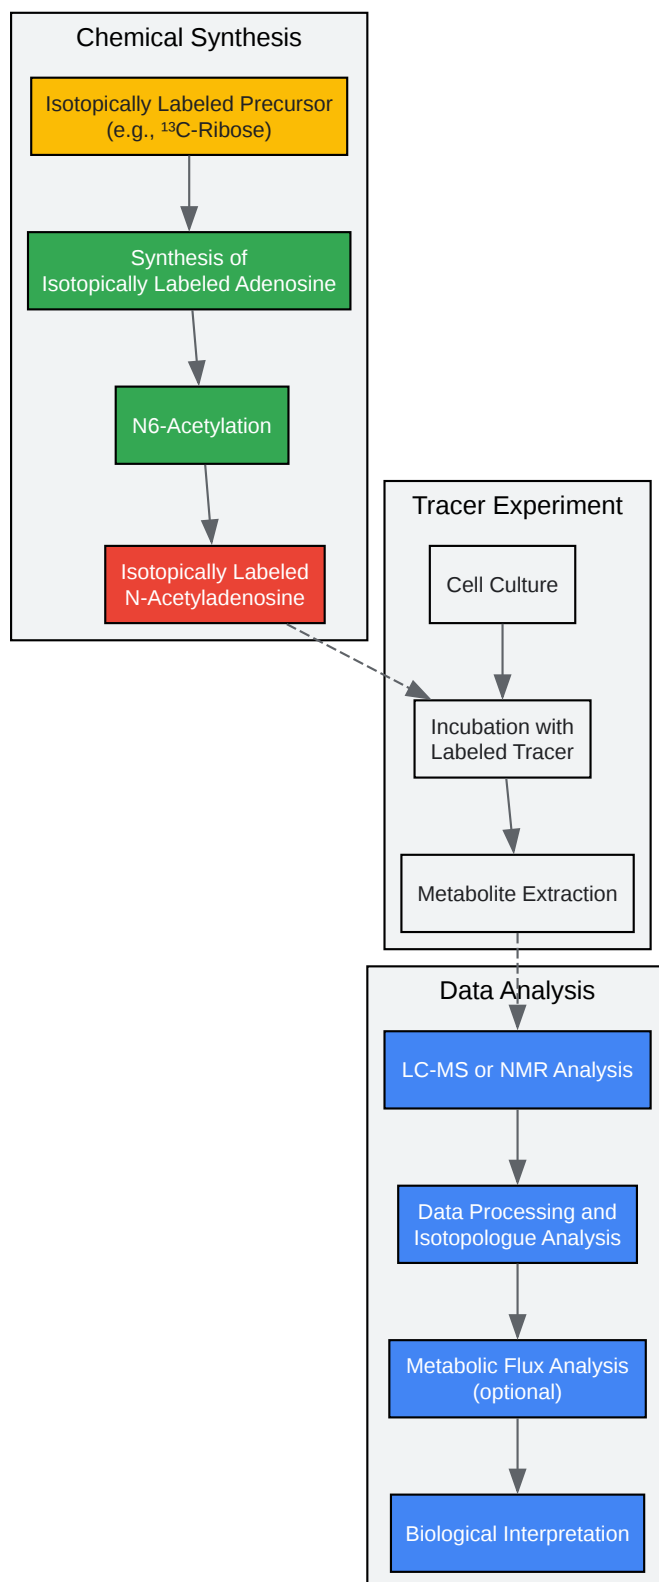 Chemical Synthesis
Isotopically Labeled Precursor
(e.g., ¹³C-Ribose)
Synthesis of
Isotopically Labeled Adenosine
N6-Acetylation
Isotopically Labeled
N-Acetyladenosine
Tracer Experiment
Cell Culture
Incubation with
Labeled Tracer
Metabolite Extraction
Data Analysis
LC-MS or NMR Analysis
Data Processing and
Isotopologue Analysis
Metabolic Flux Analysis
(optional)
Biological Interpretation